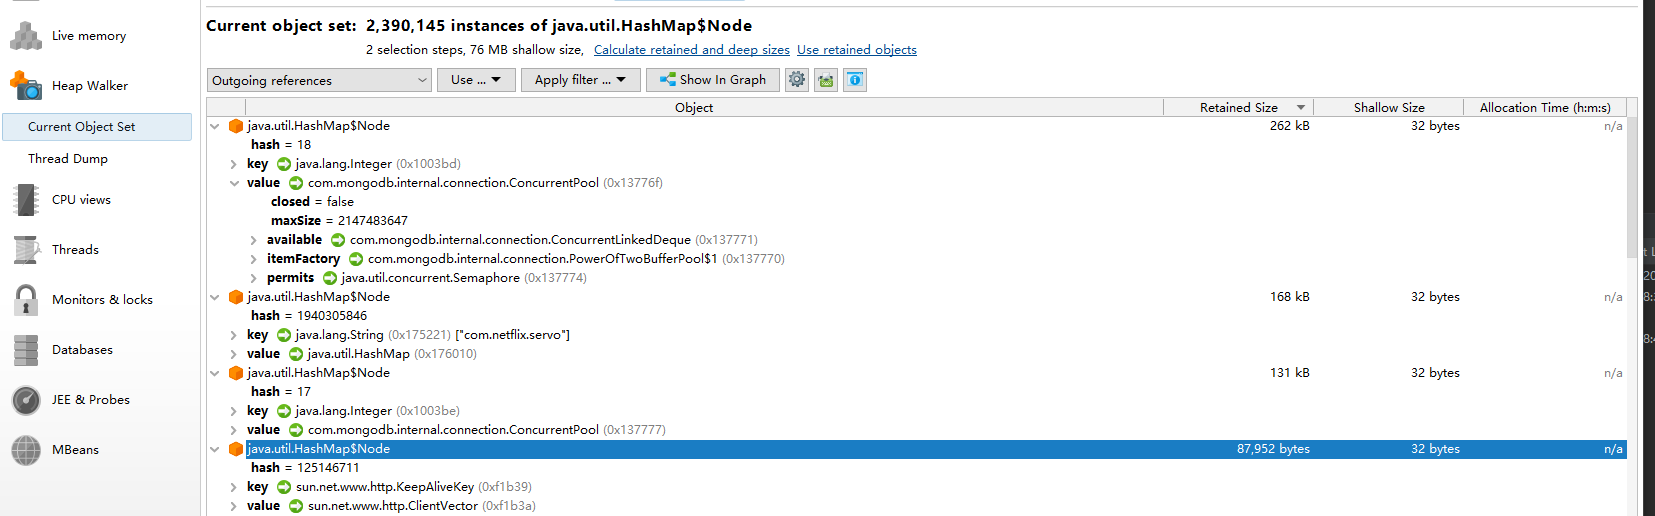 Current object set: 2,390,145 instances of java.util.HashMap$Node
2 selection steps, 76 MB shallow size, Calculate retained and deep sizes Use retained objects
Live memory
Heap Walker
Current Object Set
Thread Dump
CPU views
Threads
Monitors & locks
Databases
JEE & Probes
MBeans
Outgoing references Use ... Apply filter ... Show In Graph
Object Retained Size Shallow Size Allocation Time (h:m:s)
java.util.HashMap$Node 262 kB 32 bytes n/a
hash = 18
key java.lang.Integer (0x1003bd)
value com.mongodb.internal.connection.ConcurrentPool (0x13776f)
closed = false
maxSize = 2147483647
available com.mongodb.internal.connection.ConcurrentLinkedDeque (0x137771)
itemFactory com.mongodb.internal.connection.PowerOfTwoBufferPool$1 (0x137770)
permits java.util.concurrent.Semaphore (0x137774)
java.util.HashMap$Node 168 kB 32 bytes n/a
hash = 1940305846
key java.lang.String (0x175221) ["com.netflix.servo"]
value java.util.HashMap (0x176010)
java.util.HashMap$Node 131 kB 32 bytes n/a
hash = 17
key java.lang.Integer (0x1003be)
value com.mongodb.internal.connection.ConcurrentPool (0x137777)
java.util.HashMap$Node 87,952 bytes 32 bytes n/a
hash = 125146711
key sun.net.www.http.KeepAliveKey (0xf1b39)
value sun.net.www.http.ClientVector (0xf1b3a)